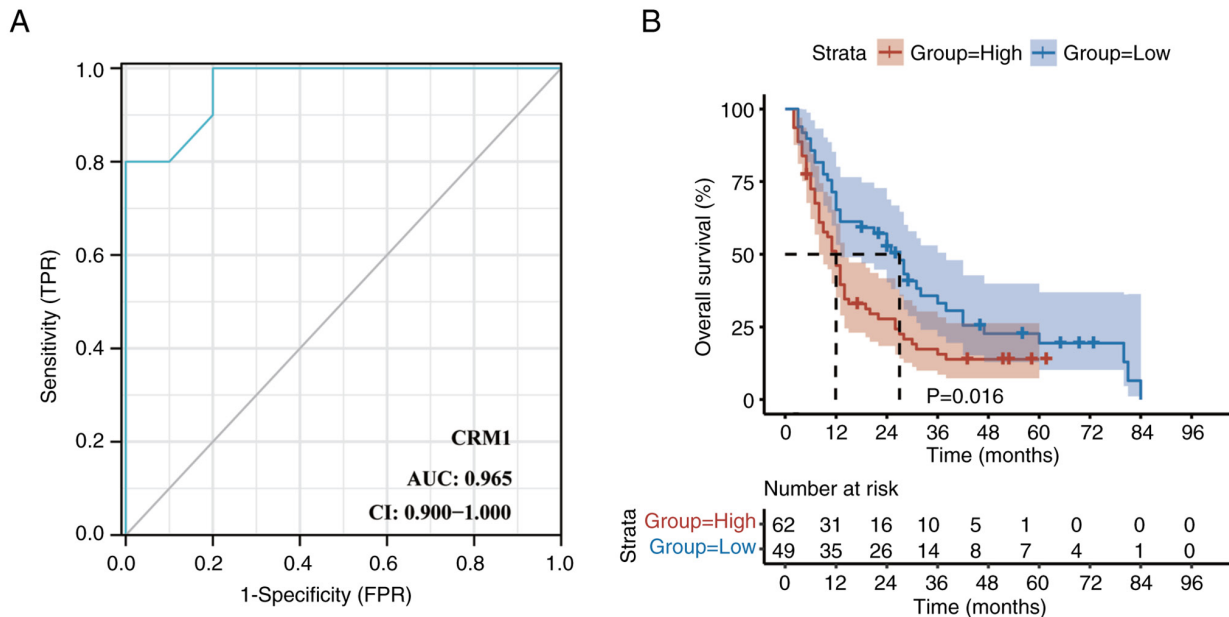 A
1.0
0.8
0.6
0.4
0.2
0.0
Sensitivity (TPR)
CRM1
AUC: 0.965
CI: 0.900–1.000
0.0 0.2 0.4 0.6 0.8 1.0
1-Specificity (FPR)
B
Strata Group=High Group=Low
100
75
50
25
0
Overall survival (%)
P=0.016
0 12 24 36 48 60 72 84 96
Time (months)
Number at risk
Strata
Group=High 62 31 16 10 5 1 0 0 0
Group=Low 49 35 26 14 8 7 4 1 0
0 12 24 36 48 60 72 84 96
Time (months)